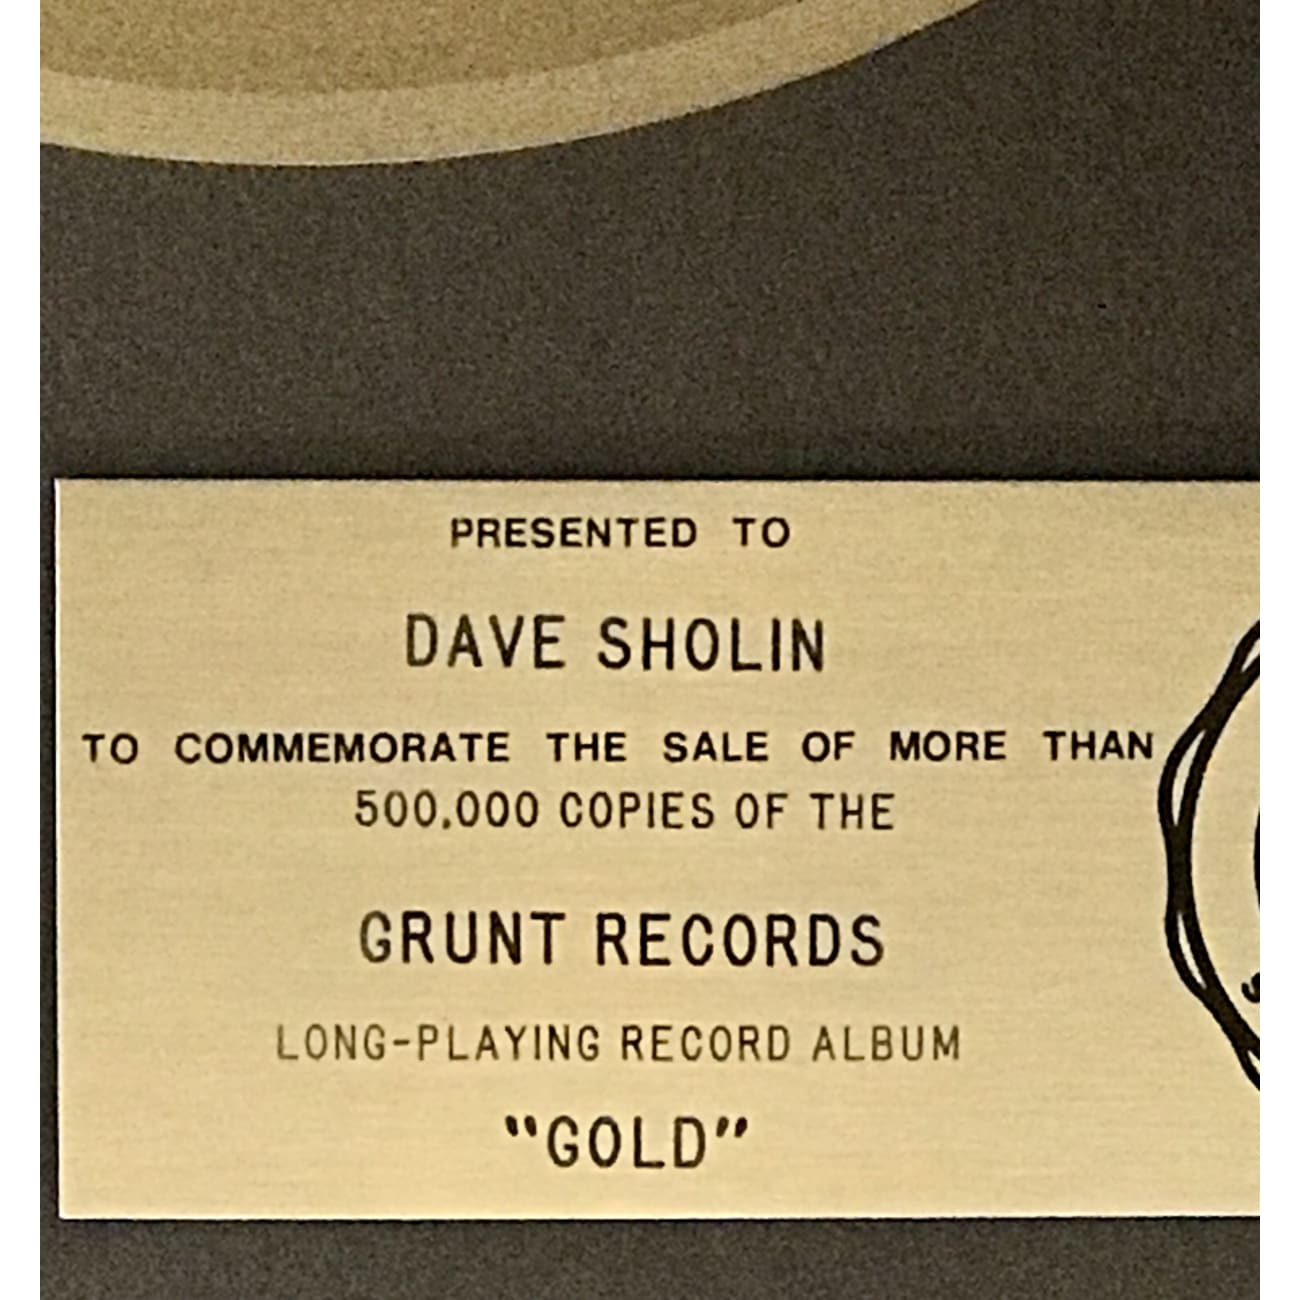 PRESENTED TO
DAVE SHOLIN
TO COMMEMORATE THE SALE OF MORE THAN
500,000 COPIES OF THE
GRUNT RECORDS
LONG-PLAYING RECORD ALBUM
"GOLD"